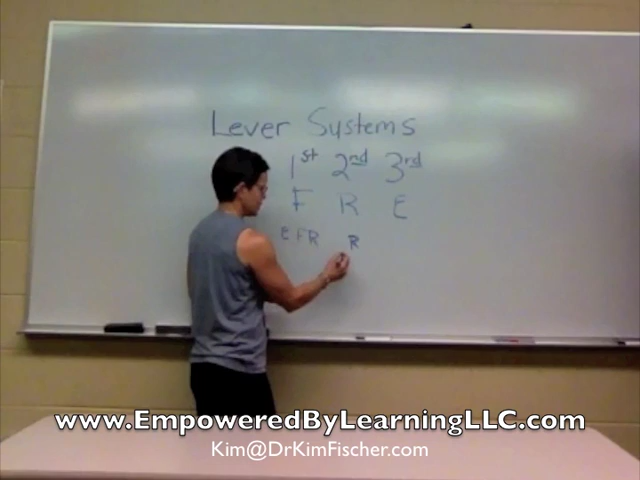 Lever Systems
1st 2nd 3rd
F R E
E F R R
www.EmpoweredByLearningLLC.com
Kim@DrKimFischer.com